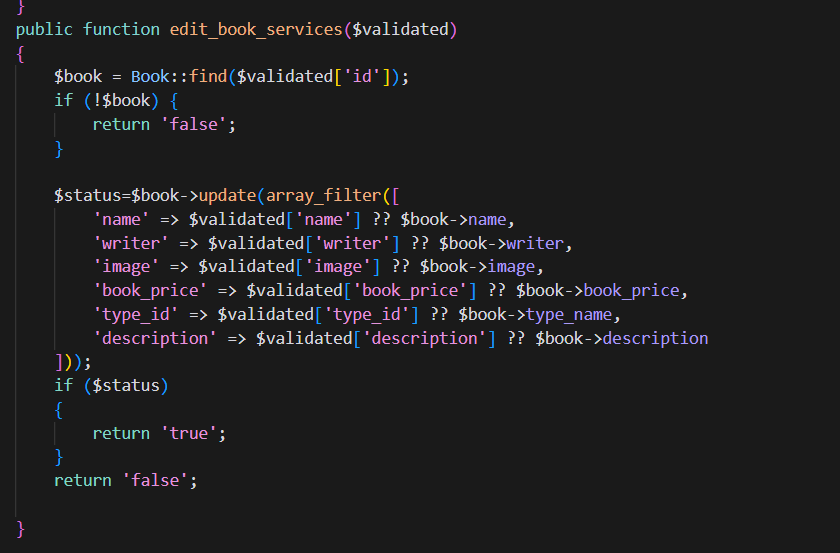 }
public function edit_book_services($validated)
{
    $book = Book::find($validated['id']);
    if (!$book) {
        return 'false';
    }

    $status=$book->update(array_filter([
        'name' => $validated['name'] ?? $book->name,
        'writer' => $validated['writer'] ?? $book->writer,
        'image' => $validated['image'] ?? $book->image,
        'book_price' => $validated['book_price'] ?? $book->book_price,
        'type_id' => $validated['type_id'] ?? $book->type_name,
        'description' => $validated['description'] ?? $book->description
    ]));
    if ($status)
    {
        return 'true';
    }
    return 'false';

}